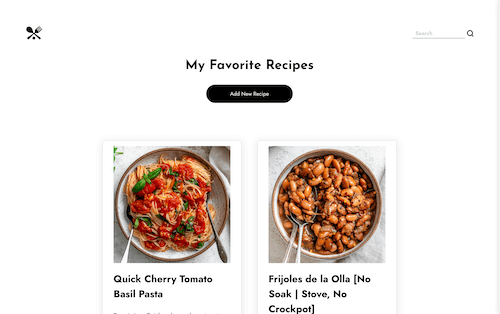 Search
My Favorite Recipes
Add New Recipe
Quick Cherry Tomato
Basil Pasta
Frijoles de la Olla [No
Soak | Stove, No
Crockpot]